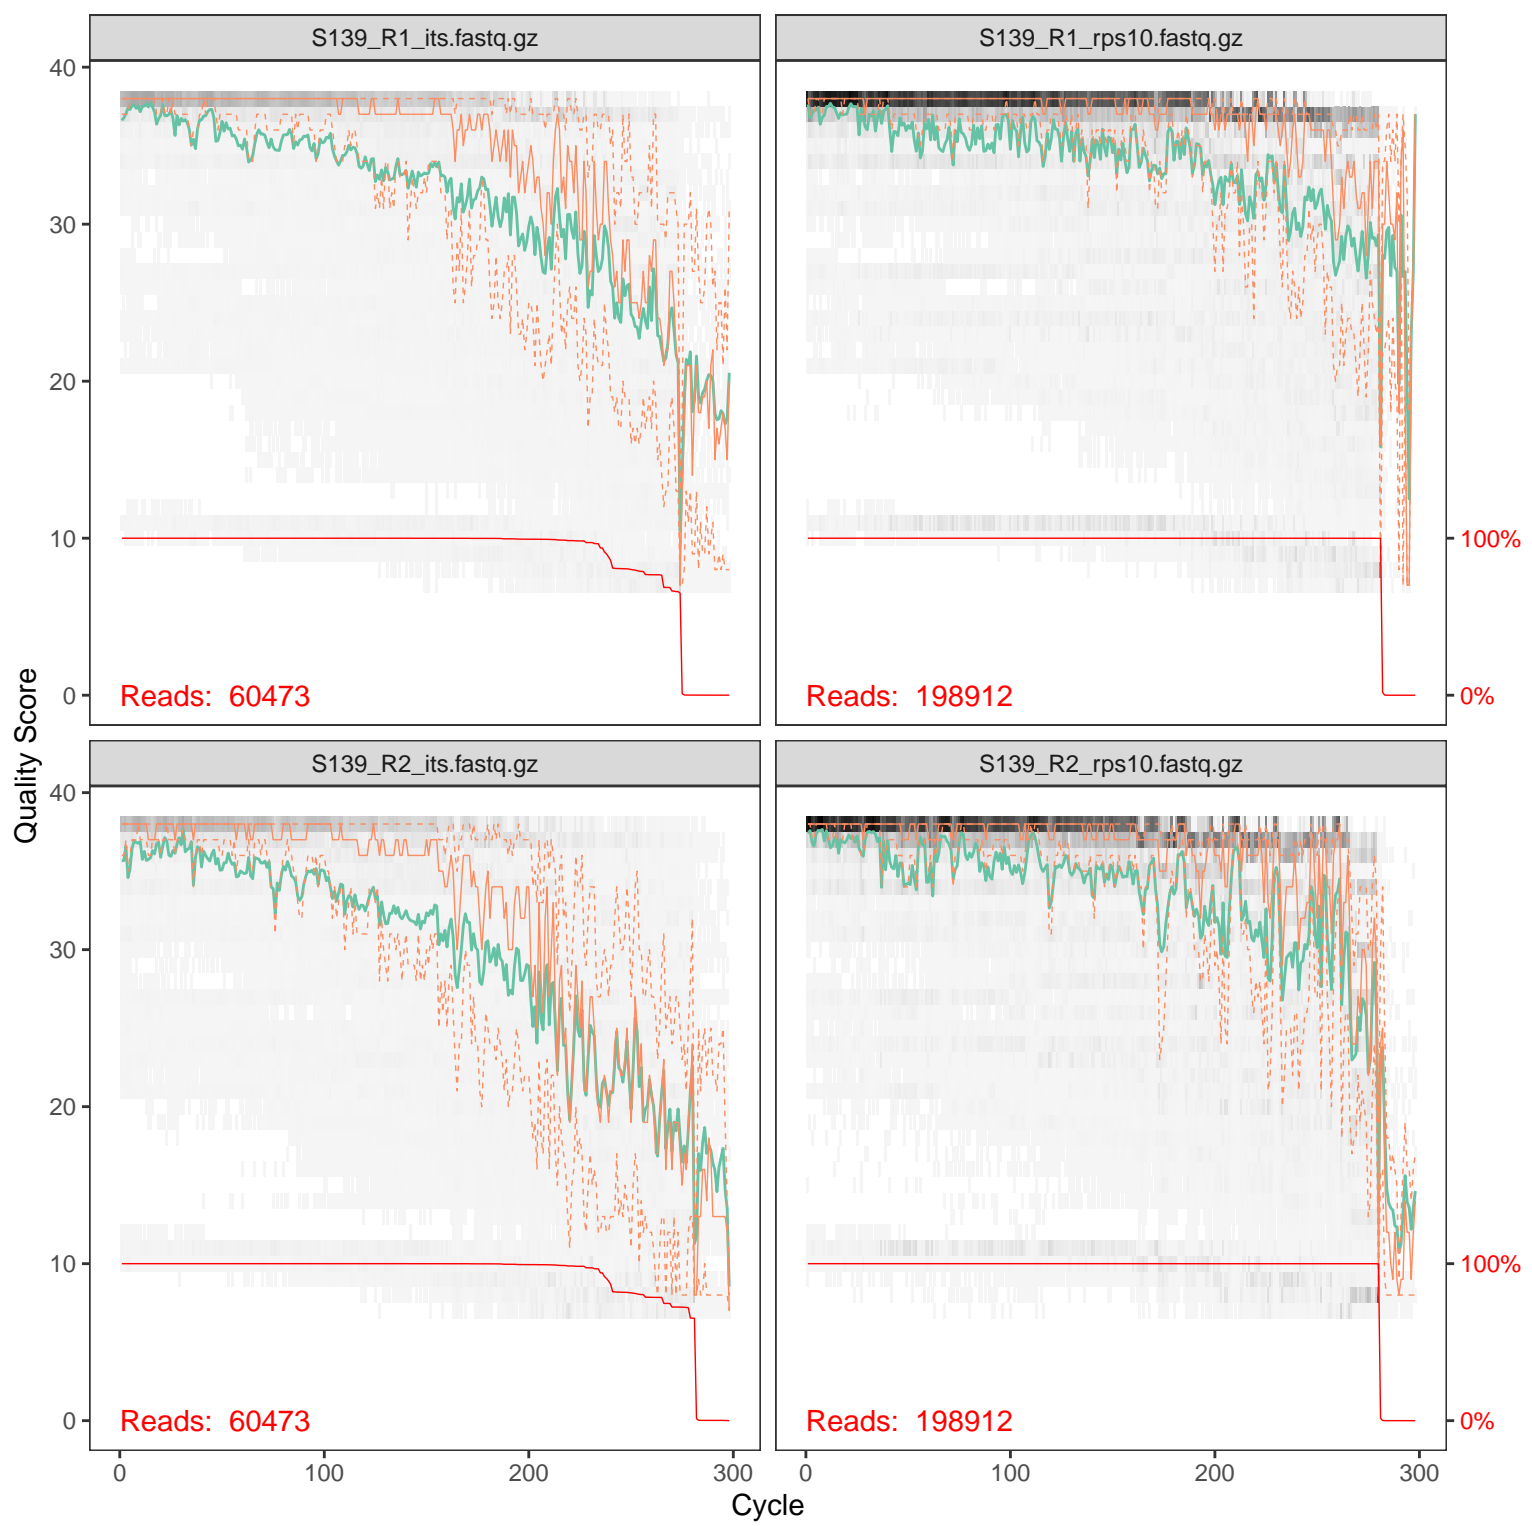 S139_R1_its.fastq.gz
S139_R1_rps10.fastq.gz
40
30
20
10
0
100%
0%
Reads: 60473
Reads: 198912
Quality Score
S139_R2_its.fastq.gz
S139_R2_rps10.fastq.gz
40
30
20
10
0
100%
0%
Reads: 60473
Reads: 198912
0 100 200 300
0 100 200 300
Cycle